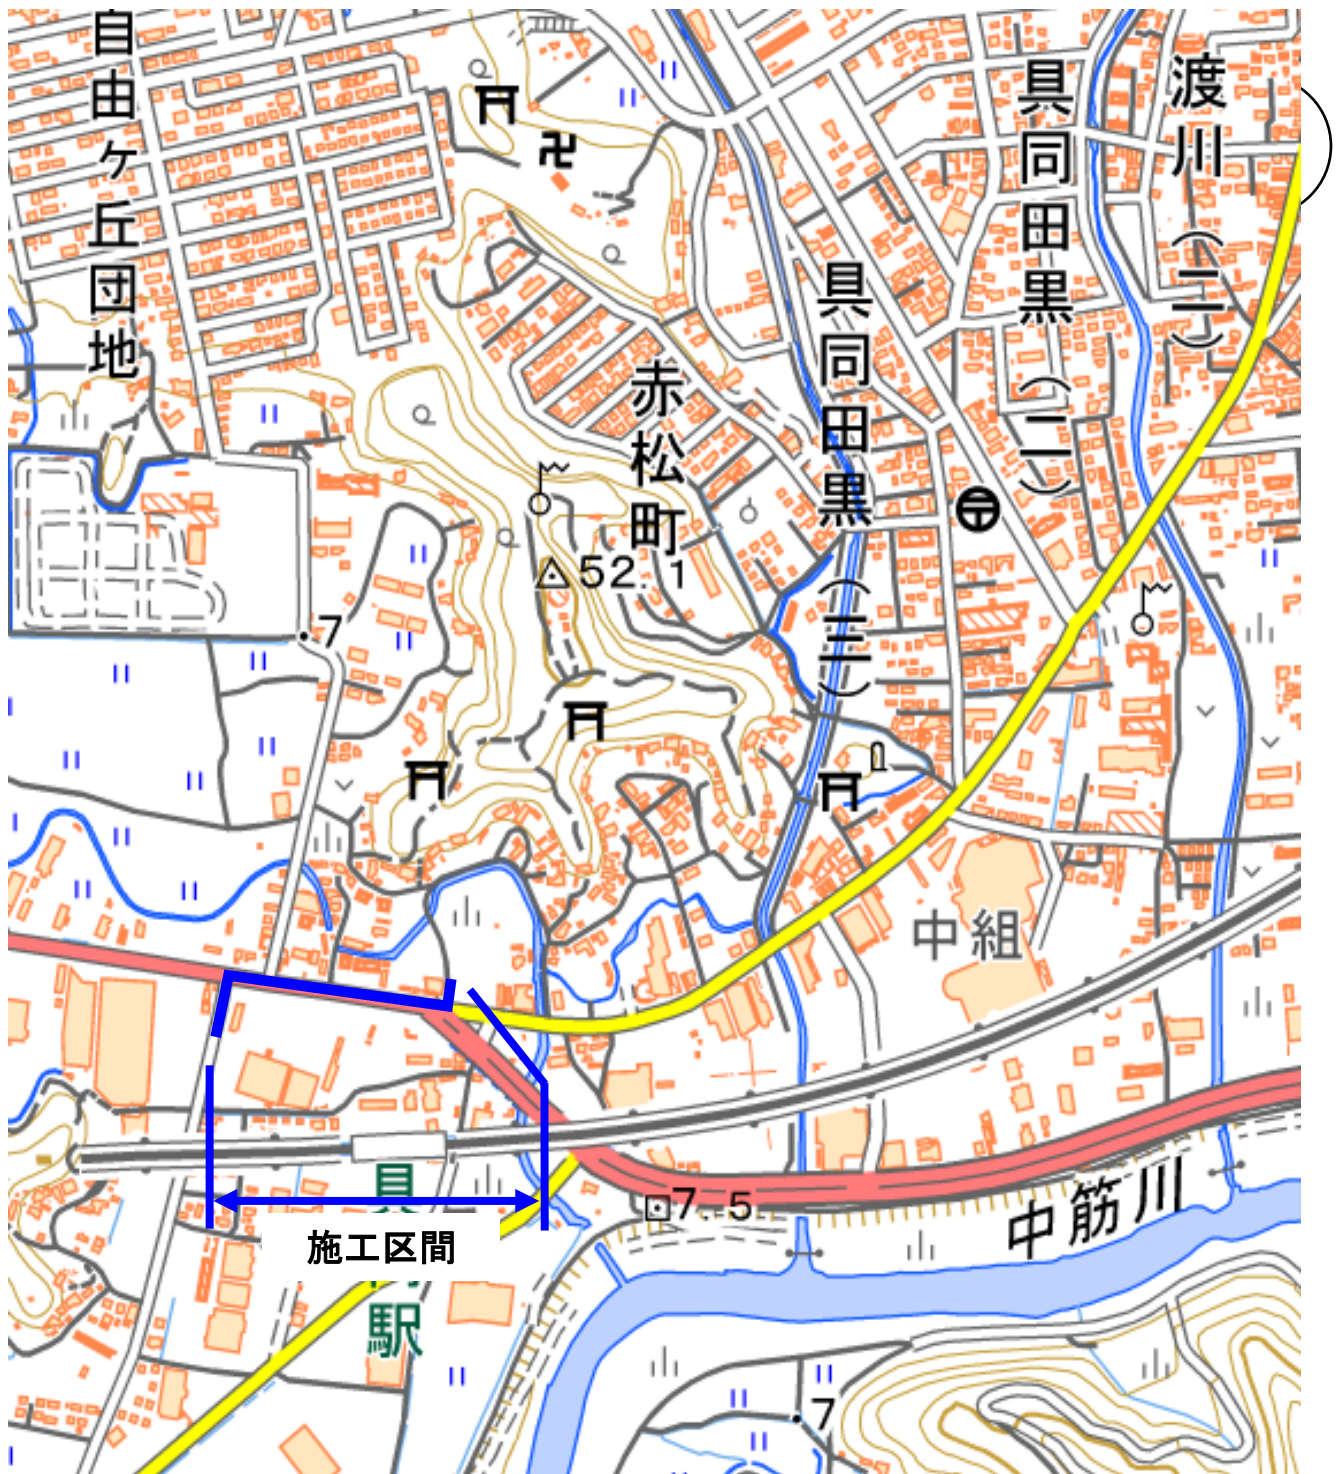 自由ヶ丘団地
渡川（二）
具同田黒（二）
具同田黒（三）
赤松町
52.1
7
中組
施工区間
駅
7.5
中筋川
7